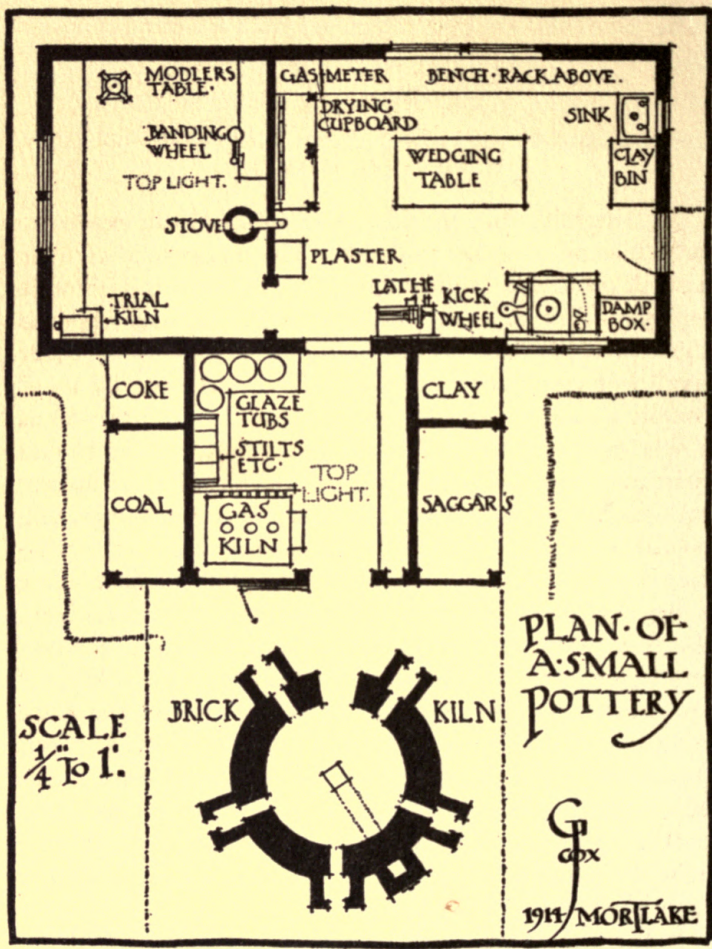 MODLERS
TABLE·
GAS·METER
BENCH·RACK ABOVE.
DRYING
CUPBOARD
SINK
BANDING
WHEEL
WEDGING
TABLE
CLAY
BIN
TOP LIGHT.
STOVE
PLASTER
LATHE
KICK
WHEEL
DAMP
BOX·
TRIAL
KILN
COKE
GLAZE
TUBS
CLAY
STILTS
ETC·
TOP
LIGHT.
COAL
GAS
KILN
SAGGARS
PLAN·OF·
A·SMALL
POTTERY
BRICK
KILN
SCALE
1/4" To 1'.
G
COX
1914 MORTLAKE